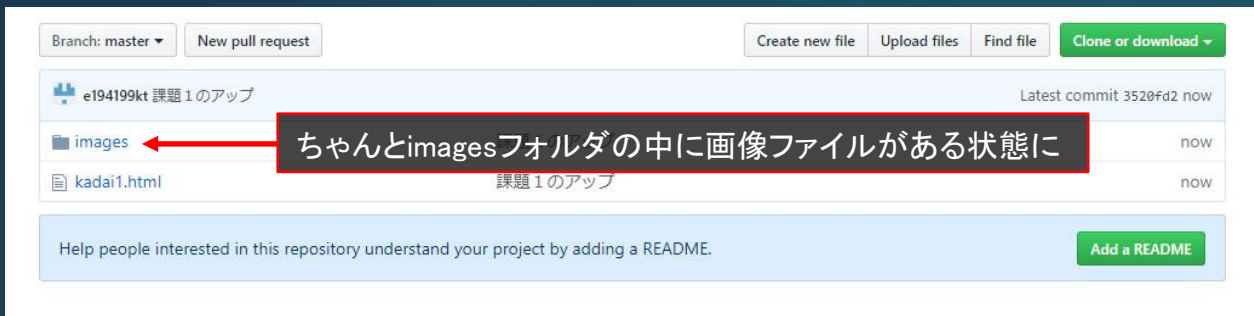 Branch: master New pull request Create new file Upload files Find file Clone or download
e194199kt 課題1のアップ Latest commit 3520fd2 now
images ちゃんとimagesフォルダの中に画像ファイルがある状態に now
kadai1.html 課題1のアップ now
Help people interested in this repository understand your project by adding a README. Add a README